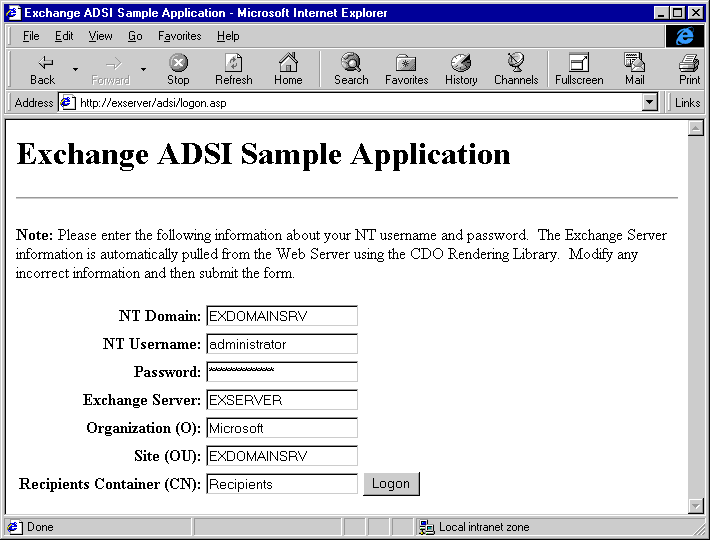 Exchange ADSI Sample Application - Microsoft Internet Explorer
File Edit View Go Favorites Help
Back Forward Stop Refresh Home Search Favorites History Channels Fullscreen Mail Print
Address http://exserver/adsi/logon.asp Links
Exchange ADSI Sample Application
Note: Please enter the following information about your NT username and password. The Exchange Server
information is automatically pulled from the Web Server using the CDO Rendering Library. Modify any
incorrect information and then submit the form.
NT Domain: EXDOMAINSRV
NT Username: administrator
Password: **************
Exchange Server: EXSERVER
Organization (O): Microsoft
Site (OU): EXDOMAINSRV
Recipients Container (CN): Recipients Logon
Done Local intranet zone